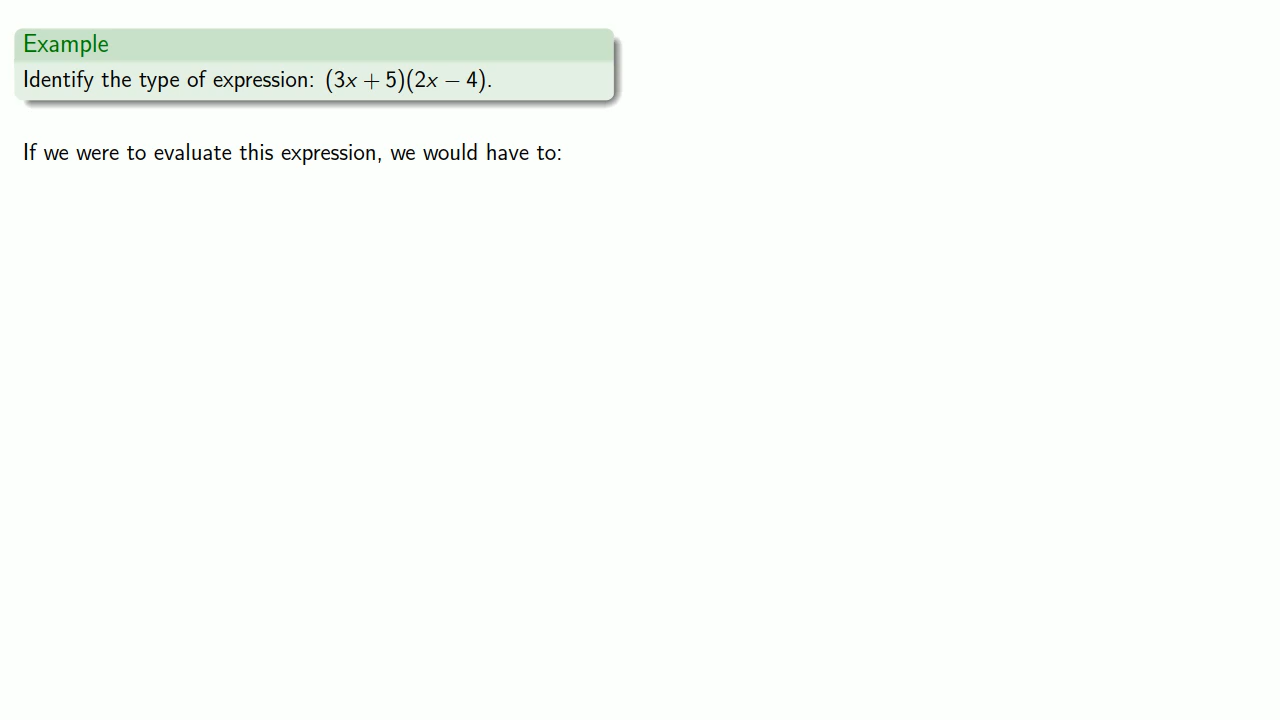 Example
Identify the type of expression: (3x + 5)(2x − 4).
If we were to evaluate this expression, we would have to: